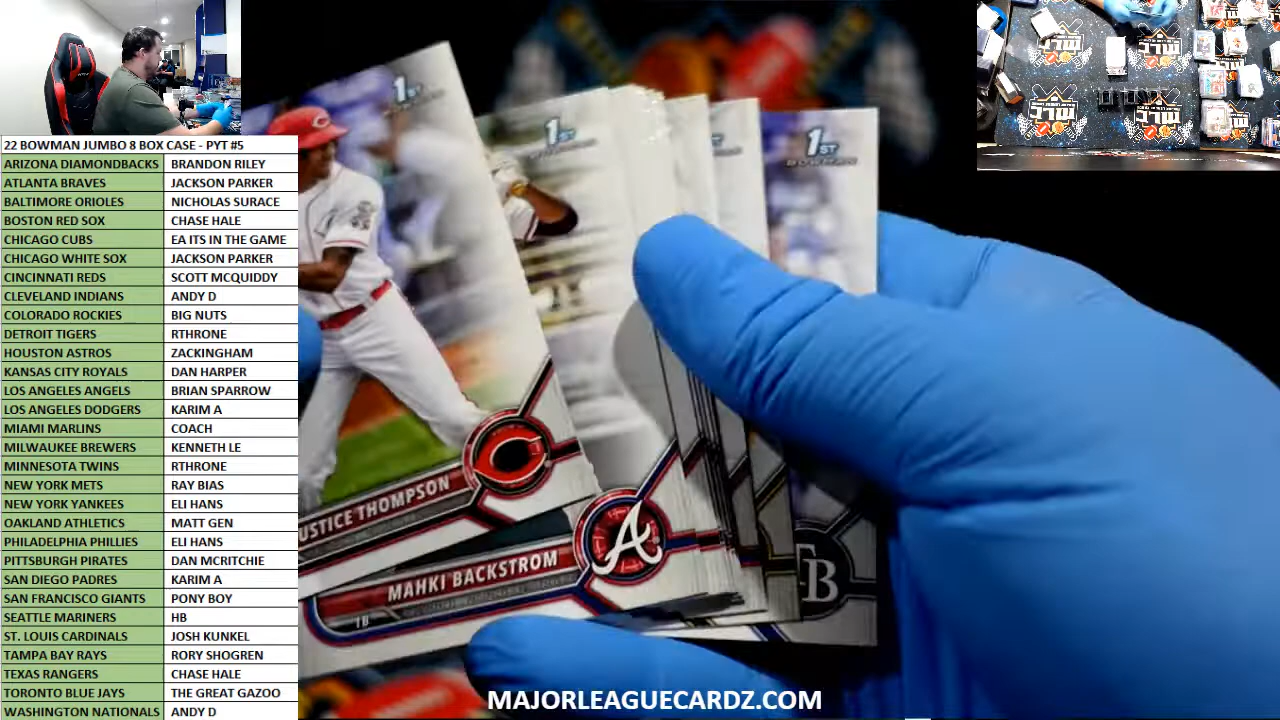 22 BOWMAN JUMBO 8 BOX CASE - PYT #5
ARIZONA DIAMONDBACKS BRANDON RILEY
ATLANTA BRAVES JACKSON PARKER
BALTIMORE ORIOLES NICHOLAS SURACE
BOSTON RED SOX CHASE HALE
CHICAGO CUBS EA ITS IN THE GAME
CHICAGO WHITE SOX JACKSON PARKER
CINCINNATI REDS SCOTT MCQUIDDY
CLEVELAND INDIANS ANDY D
COLORADO ROCKIES BIG NUTS
DETROIT TIGERS RTHRONE
HOUSTON ASTROS ZACKINGHAM
KANSAS CITY ROYALS DAN HARPER
LOS ANGELES ANGELS BRIAN SPARROW
LOS ANGELES DODGERS KARIM A
MIAMI MARLINS COACH
MILWAUKEE BREWERS KENNETH LE
MINNESOTA TWINS RTHRONE
NEW YORK METS RAY BIAS
NEW YORK YANKEES ELI HANS
OAKLAND ATHLETICS MATT GEN
PHILADELPHIA PHILLIES ELI HANS
PITTSBURGH PIRATES DAN MCRITCHIE
SAN DIEGO PADRES KARIM A
SAN FRANCISCO GIANTS PONY BOY
SEATTLE MARINERS HB
ST. LOUIS CARDINALS JOSH KUNKEL
TAMPA BAY RAYS RORY SHOGREN
TEXAS RANGERS CHASE HALE
TORONTO BLUE JAYS THE GREAT GAZOO
WASHINGTON NATIONALS ANDY D
1ST
1ST
1ST
REDS
USTICE THOMPSON
C
MAHKI BACKSTROM
1B
A
TB
MLC
MLC
MLC
MLC
MAJORLEAGUECARDZ.COM